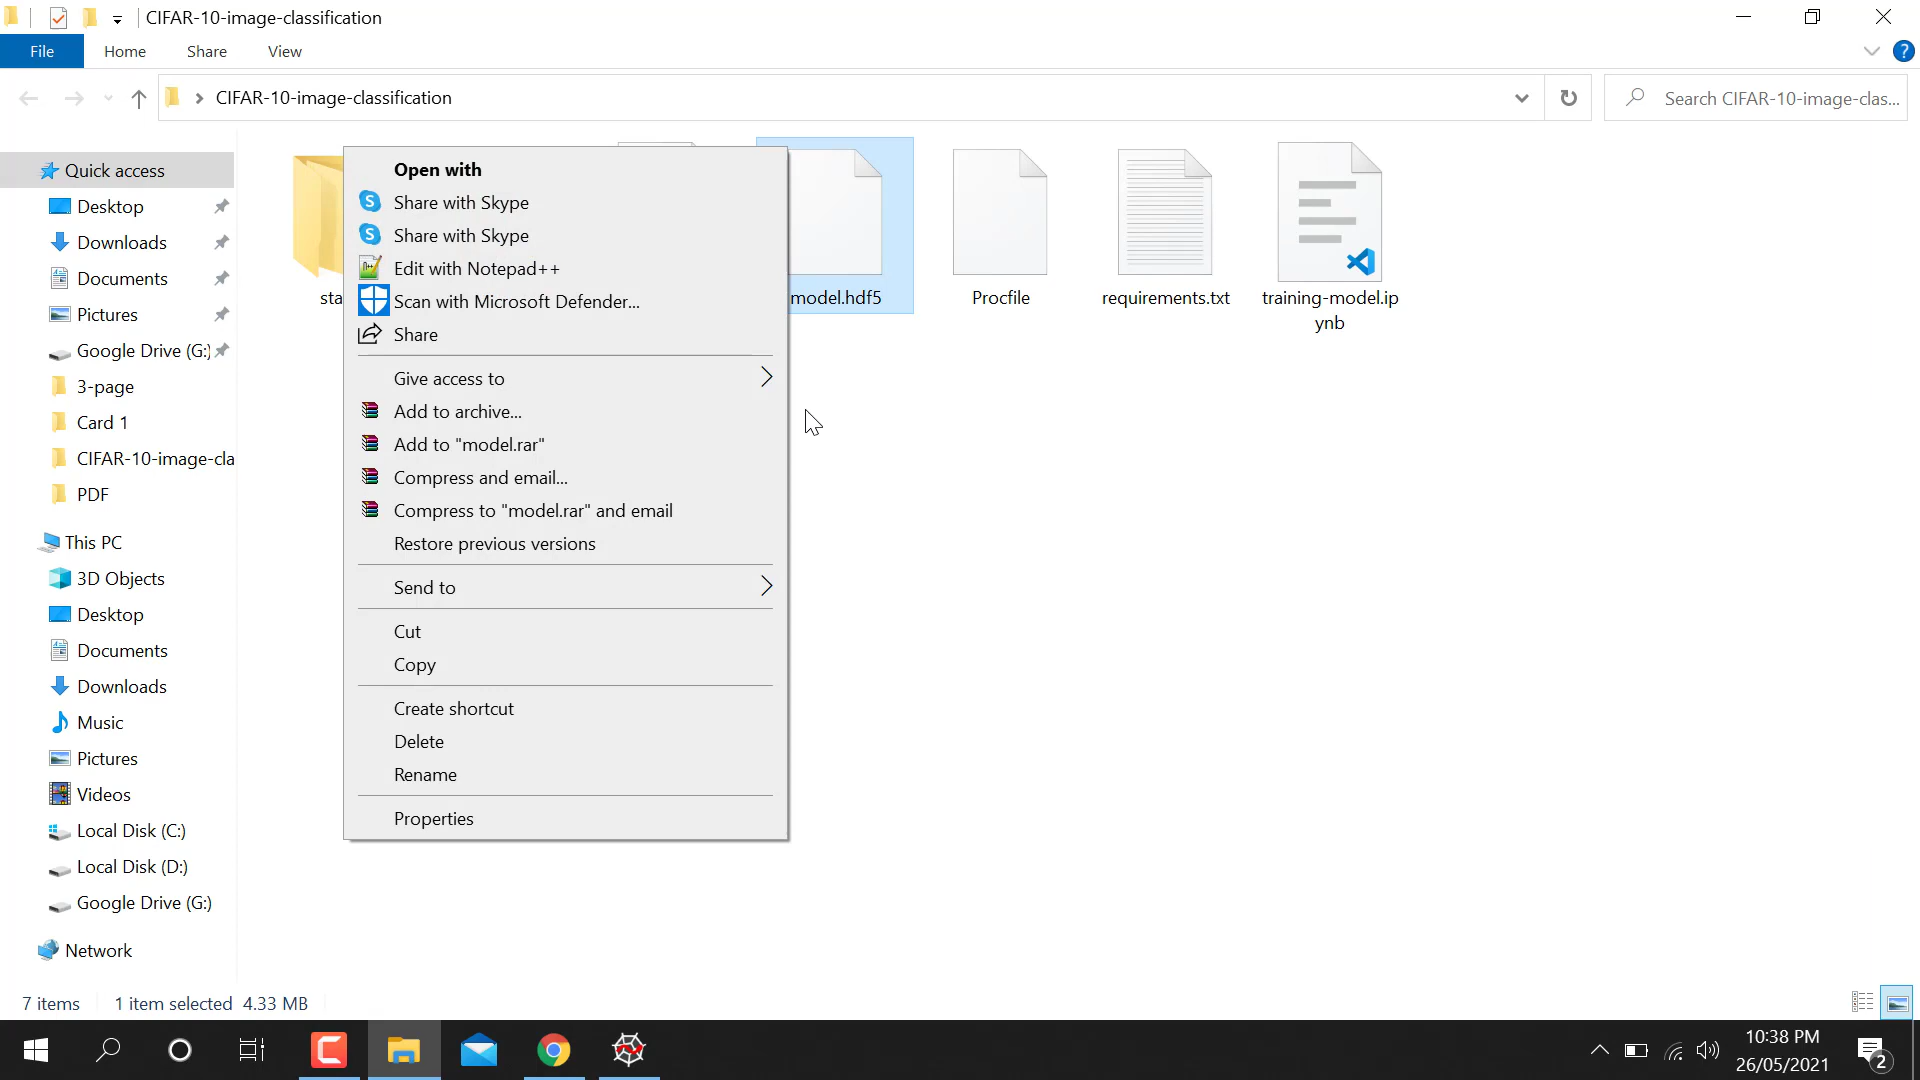 CIFAR-10-image-classification
File
Home
Share
View
?
CIFAR-10-image-classification
Search CIFAR-10-image-clas...
Quick access
Desktop
Downloads
Documents
Pictures
Google Drive (G:)
3-page
Card 1
CIFAR-10-image-cla
PDF
This PC
3D Objects
Desktop
Documents
Downloads
Music
Pictures
Videos
Local Disk (C:)
Local Disk (D:)
Google Drive (G:)
Network
sta
model.hdf5
Procfile
requirements.txt
training-model.ip
ynb
Open with
Share with Skype
Share with Skype
Edit with Notepad++
Scan with Microsoft Defender...
Share
Give access to
Add to archive...
Add to "model.rar"
Compress and email...
Compress to "model.rar" and email
Restore previous versions
Send to
Cut
Copy
Create shortcut
Delete
Rename
Properties
7 items
1 item selected 4.33 MB
10:38 PM
26/05/2021
2